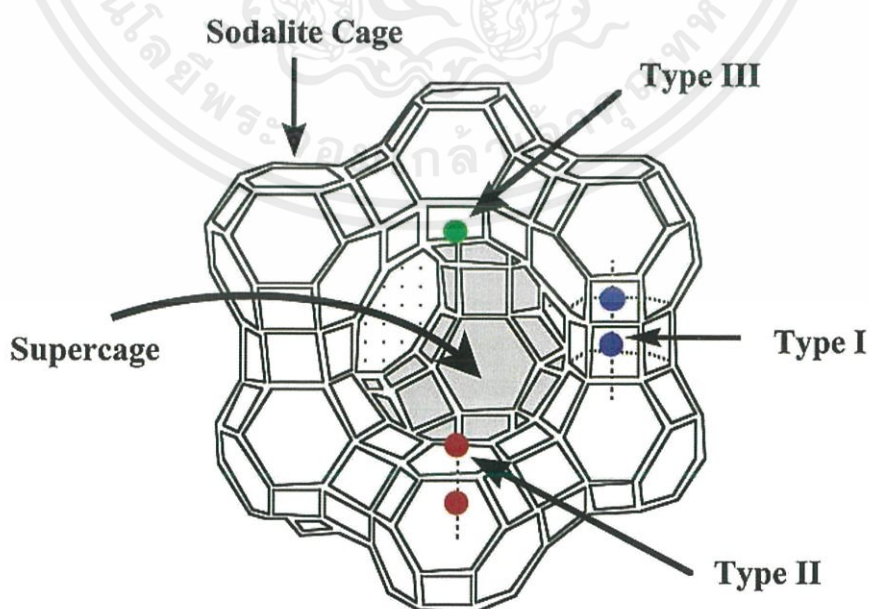 Sodalite Cage
Type III
Supercage
Type I
Type II